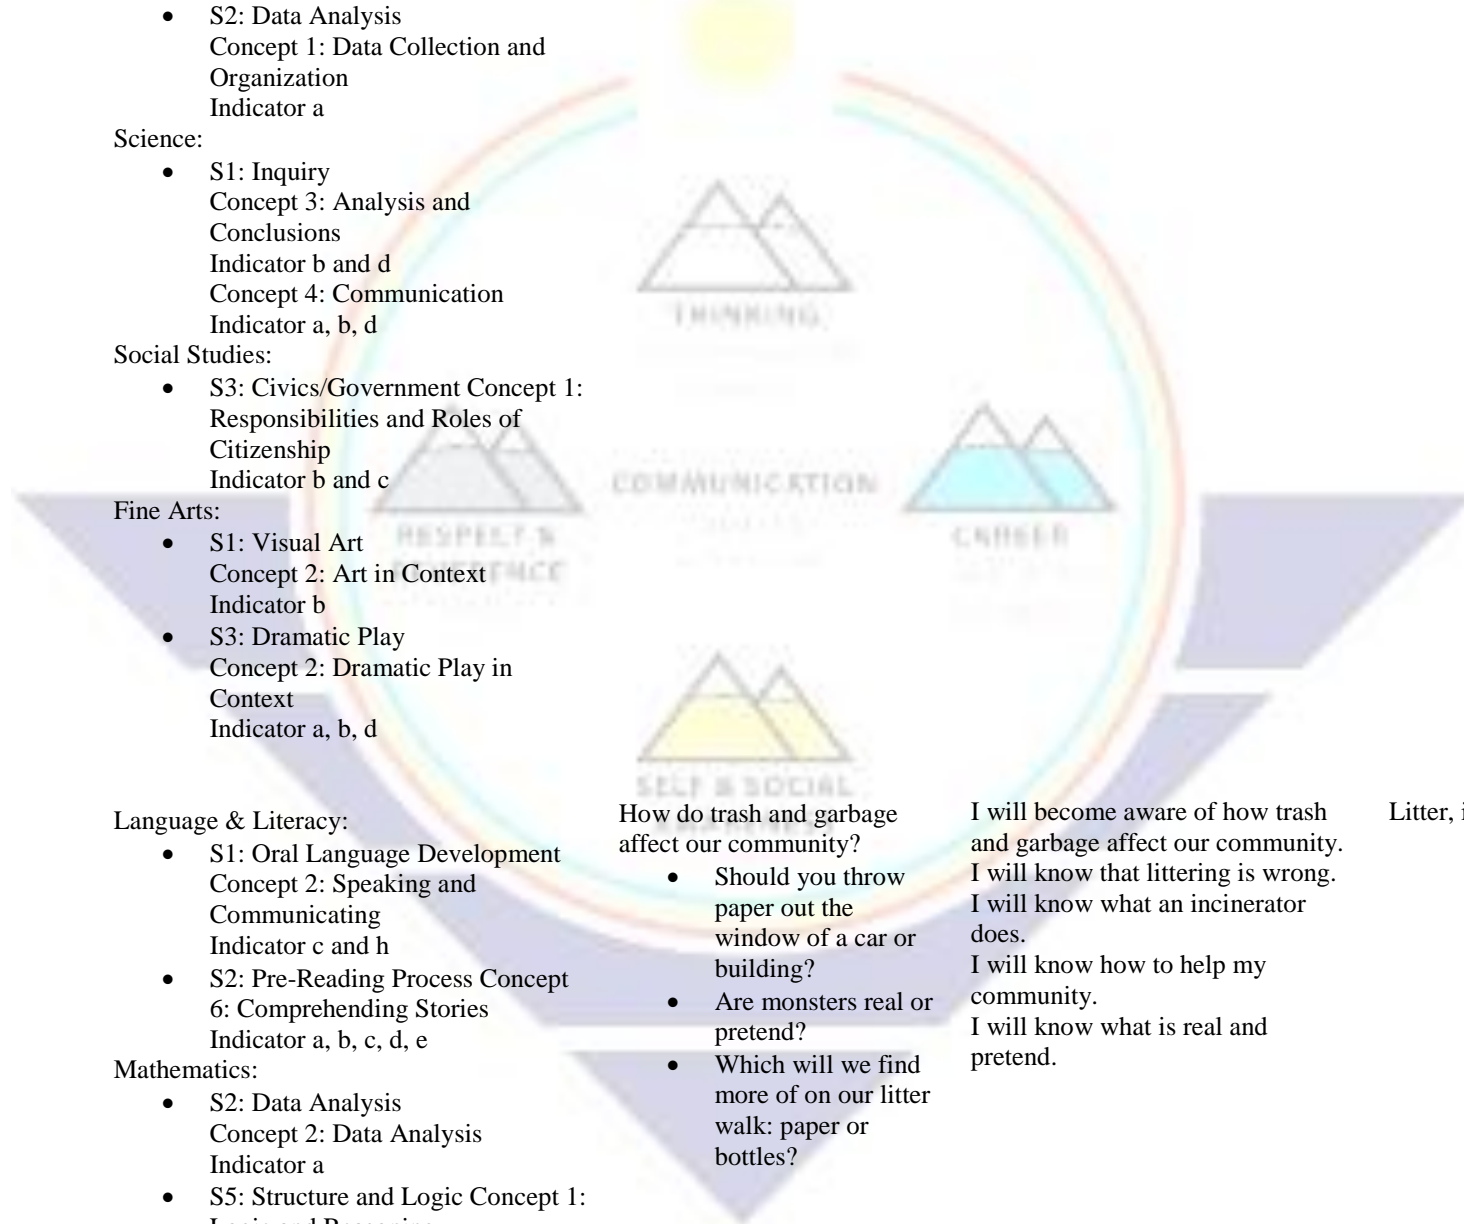 • S2: Data Analysis
Concept 1: Data Collection and
Organization
Indicator a
Science:
• S1: Inquiry
Concept 3: Analysis and
Conclusions
Indicator b and d
Concept 4: Communication
Indicator a, b, d
Social Studies:
• S3: Civics/Government Concept 1:
Responsibilities and Roles of
Citizenship
Indicator b and c
Fine Arts:
• S1: Visual Art
Concept 2: Art in Context
Indicator b
• S3: Dramatic Play
Concept 2: Dramatic Play in
Context
Indicator a, b, d
THINKING
COMMUNICATION
RESPECT &
REVERENCE
CAREER
SELF & SOCIAL
AWARENESS
Language & Literacy:
• S1: Oral Language Development
Concept 2: Speaking and
Communicating
Indicator c and h
• S2: Pre-Reading Process Concept
6: Comprehending Stories
Indicator a, b, c, d, e
Mathematics:
• S2: Data Analysis
Concept 2: Data Analysis
Indicator a
• S5: Structure and Logic Concept 1:
How do trash and garbage
affect our community?
• Should you throw
paper out the
window of a car or
building?
• Are monsters real or
pretend?
• Which will we find
more of on our litter
walk: paper or
bottles?
I will become aware of how trash
and garbage affect our community.
I will know that littering is wrong.
I will know what an incinerator
does.
I will know how to help my
community.
I will know what is real and
pretend.
Litter,